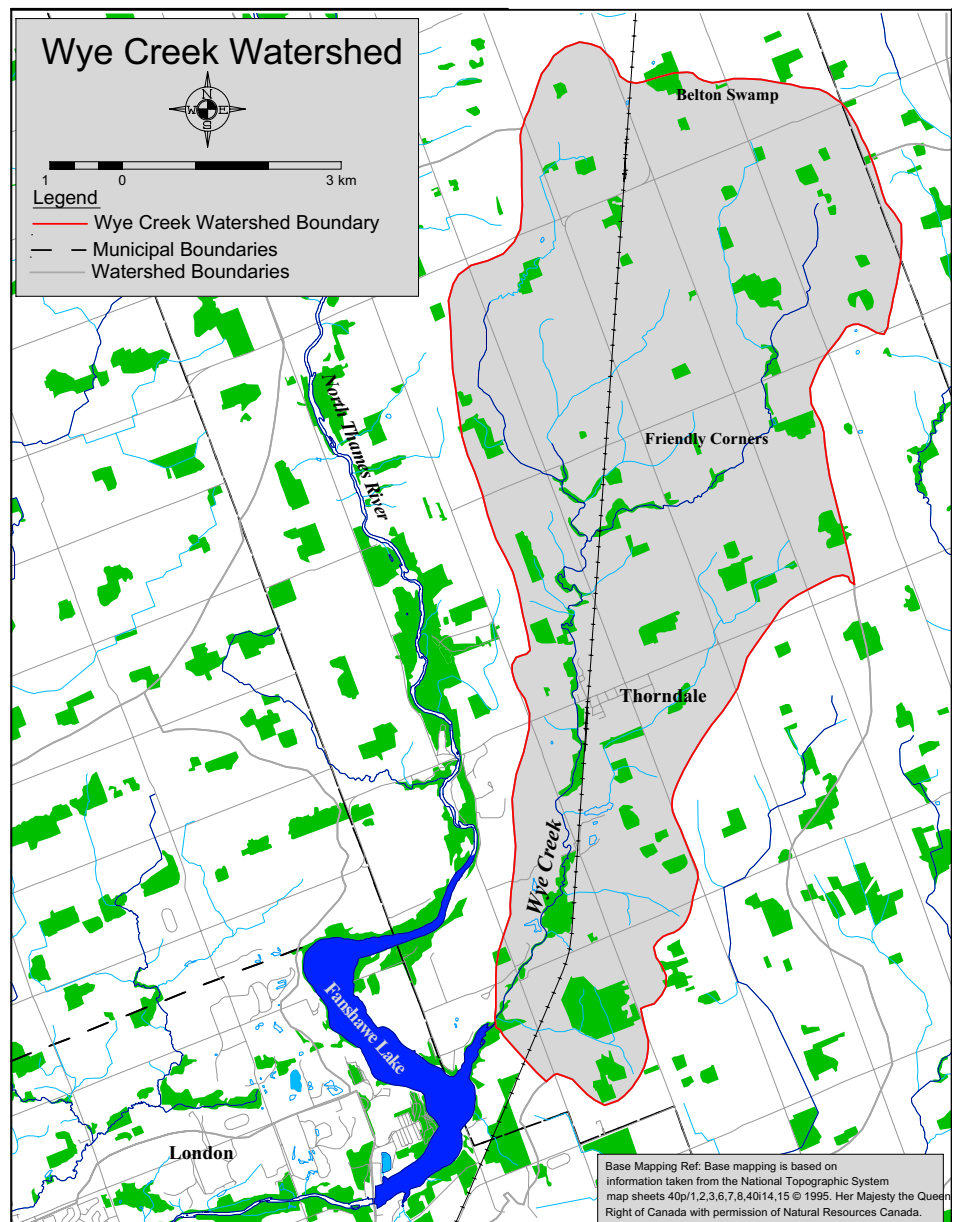 Wye Creek Watershed
N
W E
S
1 0 3 km
Legend
Wye Creek Watershed Boundary
Municipal Boundaries
Watershed Boundaries
Belton Swamp
North Thames River
Friendly Corners
Thorndale
Wye Creek
Fanshawe Lake
London
Base Mapping Ref: Base mapping is based on
information taken from the National Topographic System
map sheets 40p/1,2,3,6,7,8,40i14,15 © 1995. Her Majesty the Queen
Right of Canada with permission of Natural Resources Canada.